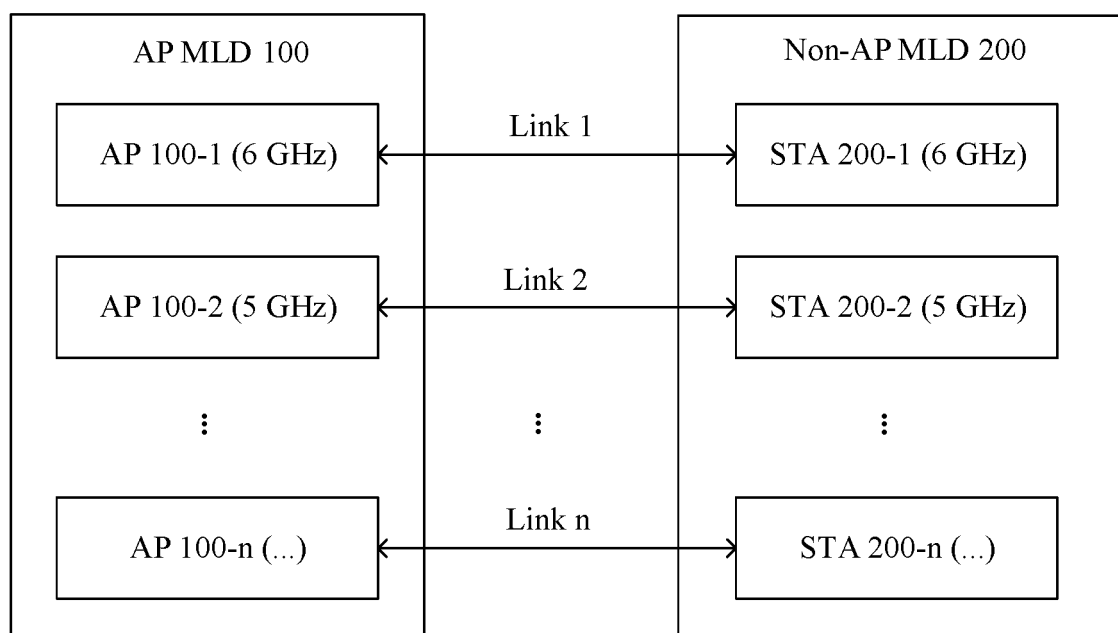 AP MLD 100
Non-AP MLD 200
Link 1
AP 100-1 (6 GHz)
STA 200-1 (6 GHz)
Link 2
AP 100-2 (5 GHz)
STA 200-2 (5 GHz)
Link n
AP 100-n (...)
STA 200-n (...)